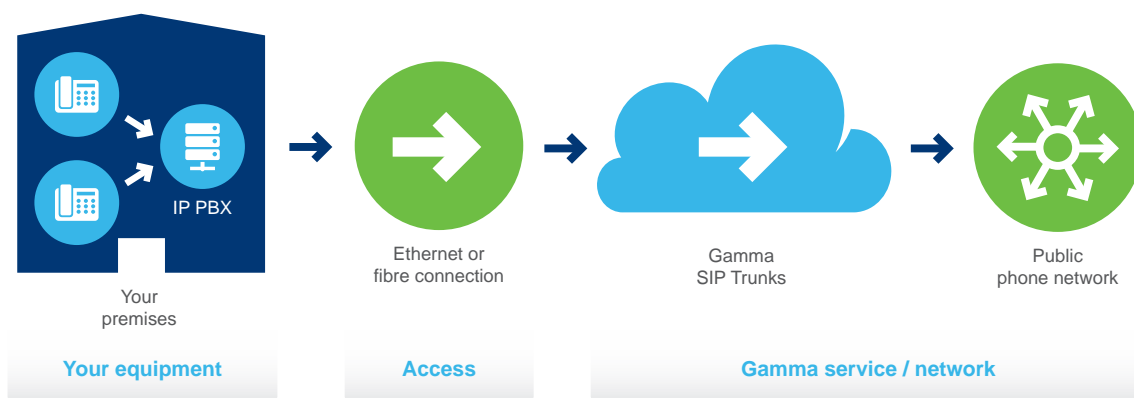 IP PBX
Your
premises
Ethernet or
fibre connection
Gamma
SIP Trunks
Public
phone network
Your equipment
Access
Gamma service / network